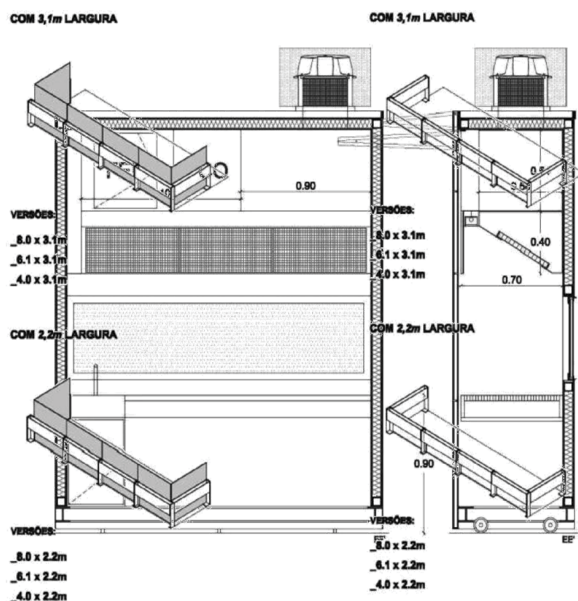 COM 3,1m LARGURA
COM 3,1m LARGURA
0.90
0.40
0.70
VERSÕES:
_8.0 x 3.1m
_6.1 x 3.1m
_4.0 x 3.1m
VERSÕES:
_8.0 x 3.1m
_6.1 x 3.1m
_4.0 x 3.1m
COM 2,2m LARGURA
COM 2,2m LARGURA
0.90
VERSÕES:
_8.0 x 2.2m
_6.1 x 2.2m
_4.0 x 2.2m
VERSÕES:
_8.0 x 2.2m
_6.1 x 2.2m
_4.0 x 2.2m